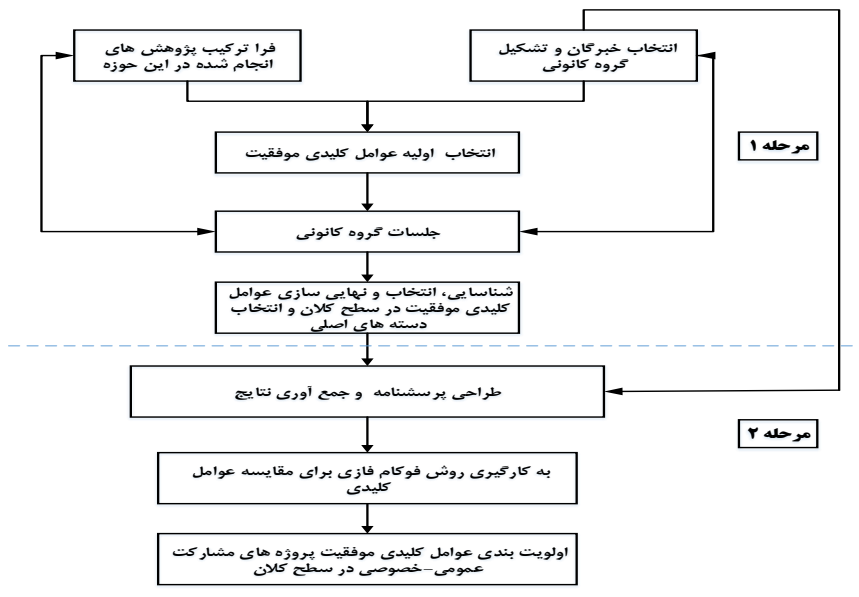 انتخاب خبرگان و تشکیل
گروه کانونی
فرا ترکیب پژوهش های
انجام شده در این حوزه
انتخاب اولیه عوامل کلیدی موفقیت
مرحله ۱
جلسات گروه کانونی
شناسایی، انتخاب و نهایی سازی عوامل
کلیدی موفقیت در سطح کلان و انتخاب
دسته های اصلی
طراحی پرسشنامه و جمع آوری نتایج
مرحله ۲
به کارگیری روش فوکام فازی برای مقایسه عوامل
کلیدی
اولویت بندی عوامل کلیدی موفقیت پروژه های مشارکت
عمومی-خصوصی در سطح کلان